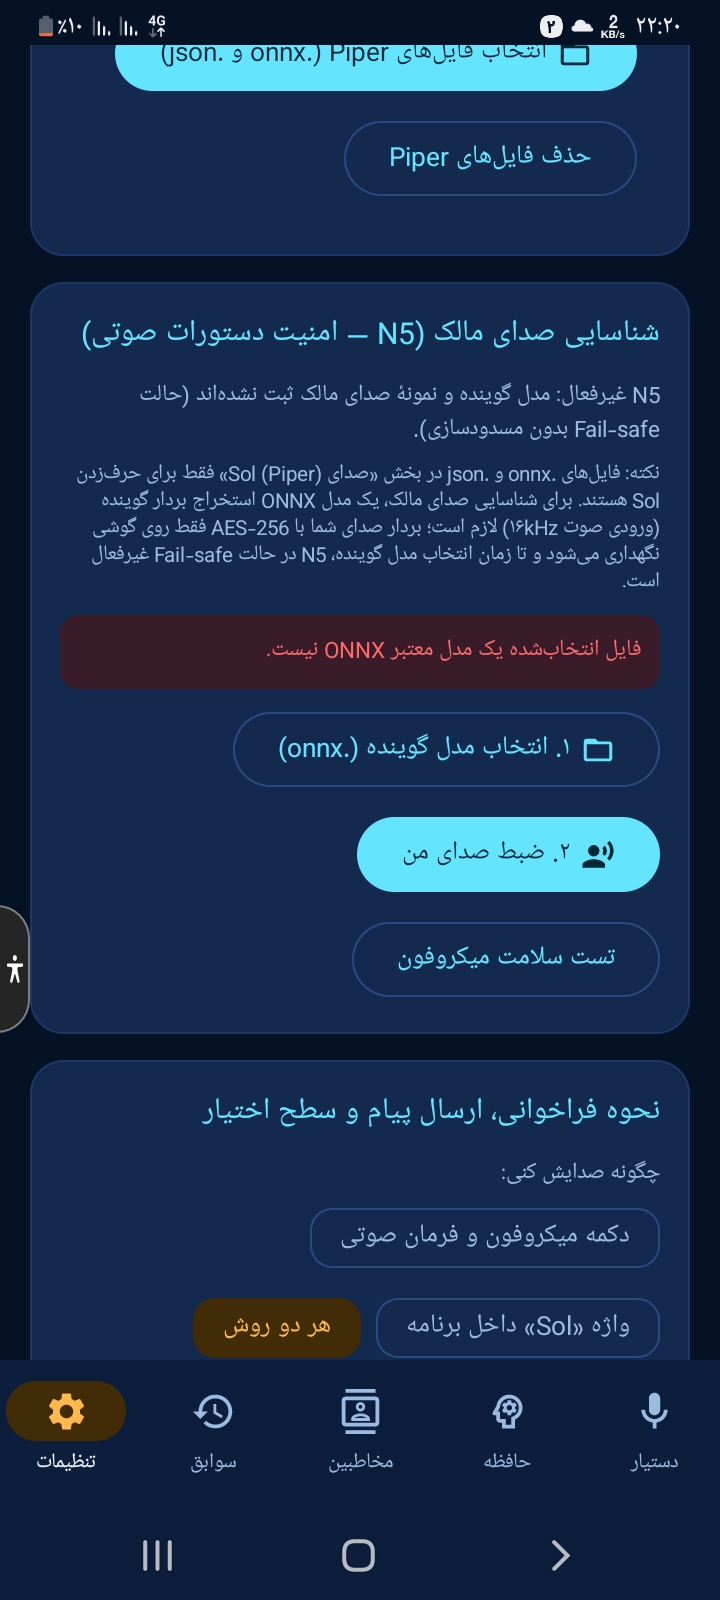 ٪۱۰ 4G ۲ 2 KB/s ۲۲:۲۰
انتخاب فایل‌های Piper (.onnx و .json)
حذف فایل‌های Piper
شناسایی صدای مالک (N5 — امنیت دستورات صوتی)
N5 غیرفعال: مدل گوینده و نمونهٔ صدای مالک ثبت نشده‌اند (حالت
Fail-safe بدون مسدودسازی).
نکته: فایل‌های .onnx و .json در بخش «صدای Sol (Piper)» فقط برای حرف‌زدن
Sol هستند. برای شناسایی صدای مالک، یک مدل ONNX استخراج بردار گوینده
(ورودی صوت ۱۶kHz) لازم است؛ بردار صدای شما با AES-256 فقط روی گوشی
نگهداری می‌شود و تا زمان انتخاب مدل گوینده، N5 در حالت Fail-safe غیرفعال
است.
فایل انتخاب‌شده یک مدل معتبر ONNX نیست.
۱. انتخاب مدل گوینده (.onnx)
۲. ضبط صدای من
تست سلامت میکروفون
نحوه فراخوانی، ارسال پیام و سطح اختیار
چگونه صدایش کنی:
دکمه میکروفون و فرمان صوتی
واژه «Sol» داخل برنامه
هر دو روش
دستیار
حافظه
مخاطبین
سوابق
تنظیمات